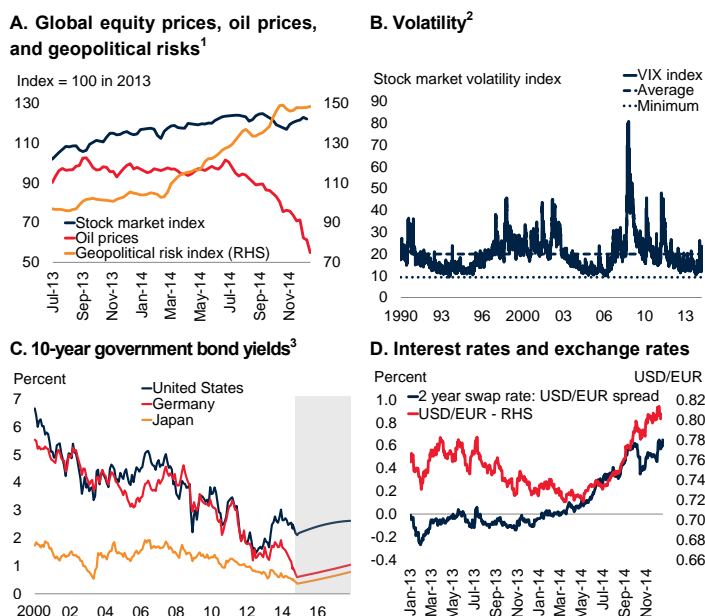 A. Global equity prices, oil prices,
and geopolitical risks1
Index = 100 in 2013
130
110
90
70
50
150
130
110
90
70
Stock market index
Oil prices
Geopolitical risk index (RHS)
Jul-13
Sep-13
Nov-13
Jan-14
Mar-14
May-14
Jul-14
Sep-14
Nov-14
B. Volatility2
Stock market volatility index
VIX index
Average
Minimum
90
80
70
60
50
40
30
20
10
0
1990 93 96 2000 03 06 10 13
C. 10-year government bond yields3
Percent
United States
Germany
Japan
7
6
5
4
3
2
1
0
2000 02 04 06 08 10 12 14 16
D. Interest rates and exchange rates
Percent USD/EUR
2 year swap rate: USD/EUR spread
USD/EUR - RHS
1.0
0.8
0.6
0.4
0.2
0.0
-0.2
-0.4
0.82
0.80
0.78
0.76
0.74
0.72
0.70
0.68
0.66
Jan-13
Mar-13
May-13
Jul-13
Sep-13
Nov-13
Jan-14
Mar-14
May-14
Jul-14
Sep-14
Nov-14